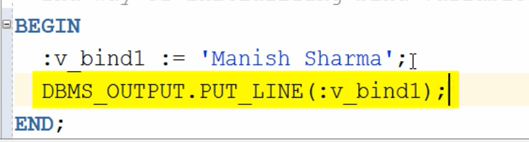 BEGIN
:v_bind1 := 'Manish Sharma';
DBMS_OUTPUT.PUT_LINE(:v_bind1);
END;